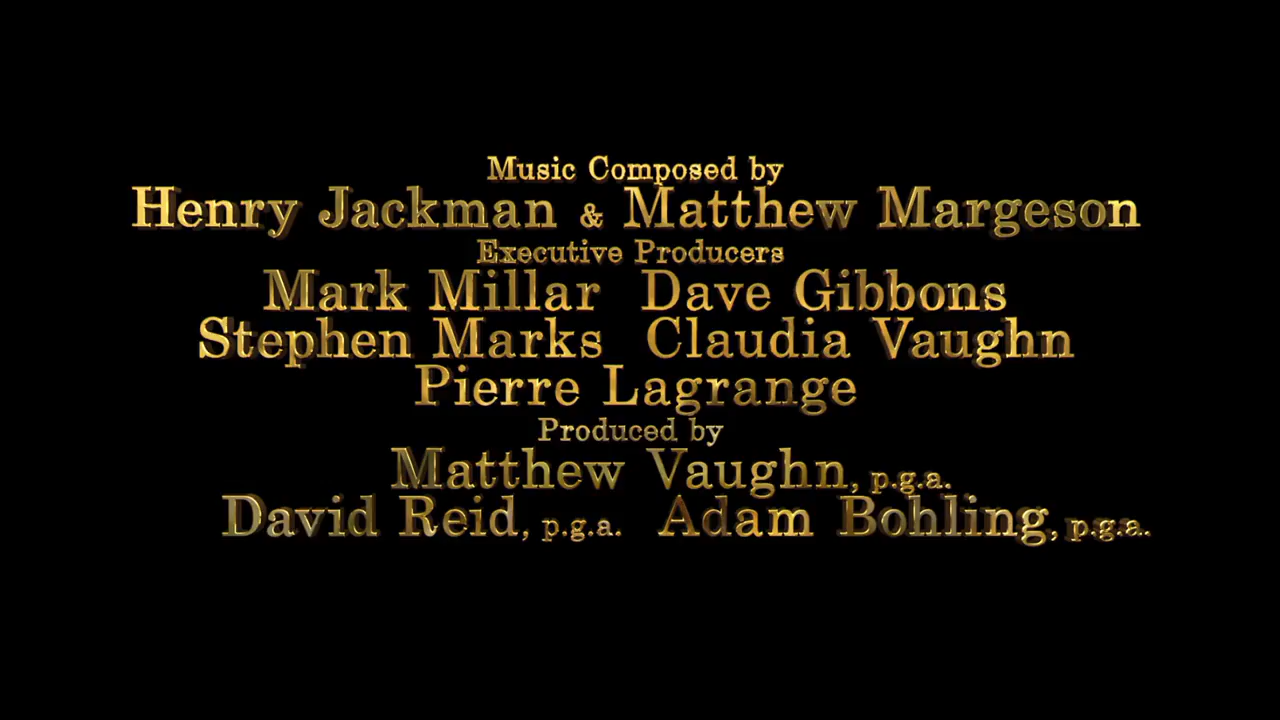 Music Composed by
Henry Jackman & Matthew Margeson
Executive Producers
Mark Millar Dave Gibbons
Stephen Marks Claudia Vaughn
Pierre Lagrange
Produced by
Matthew Vaughn, p.g.a.
David Reid, p.g.a. Adam Bohling, p.g.a.